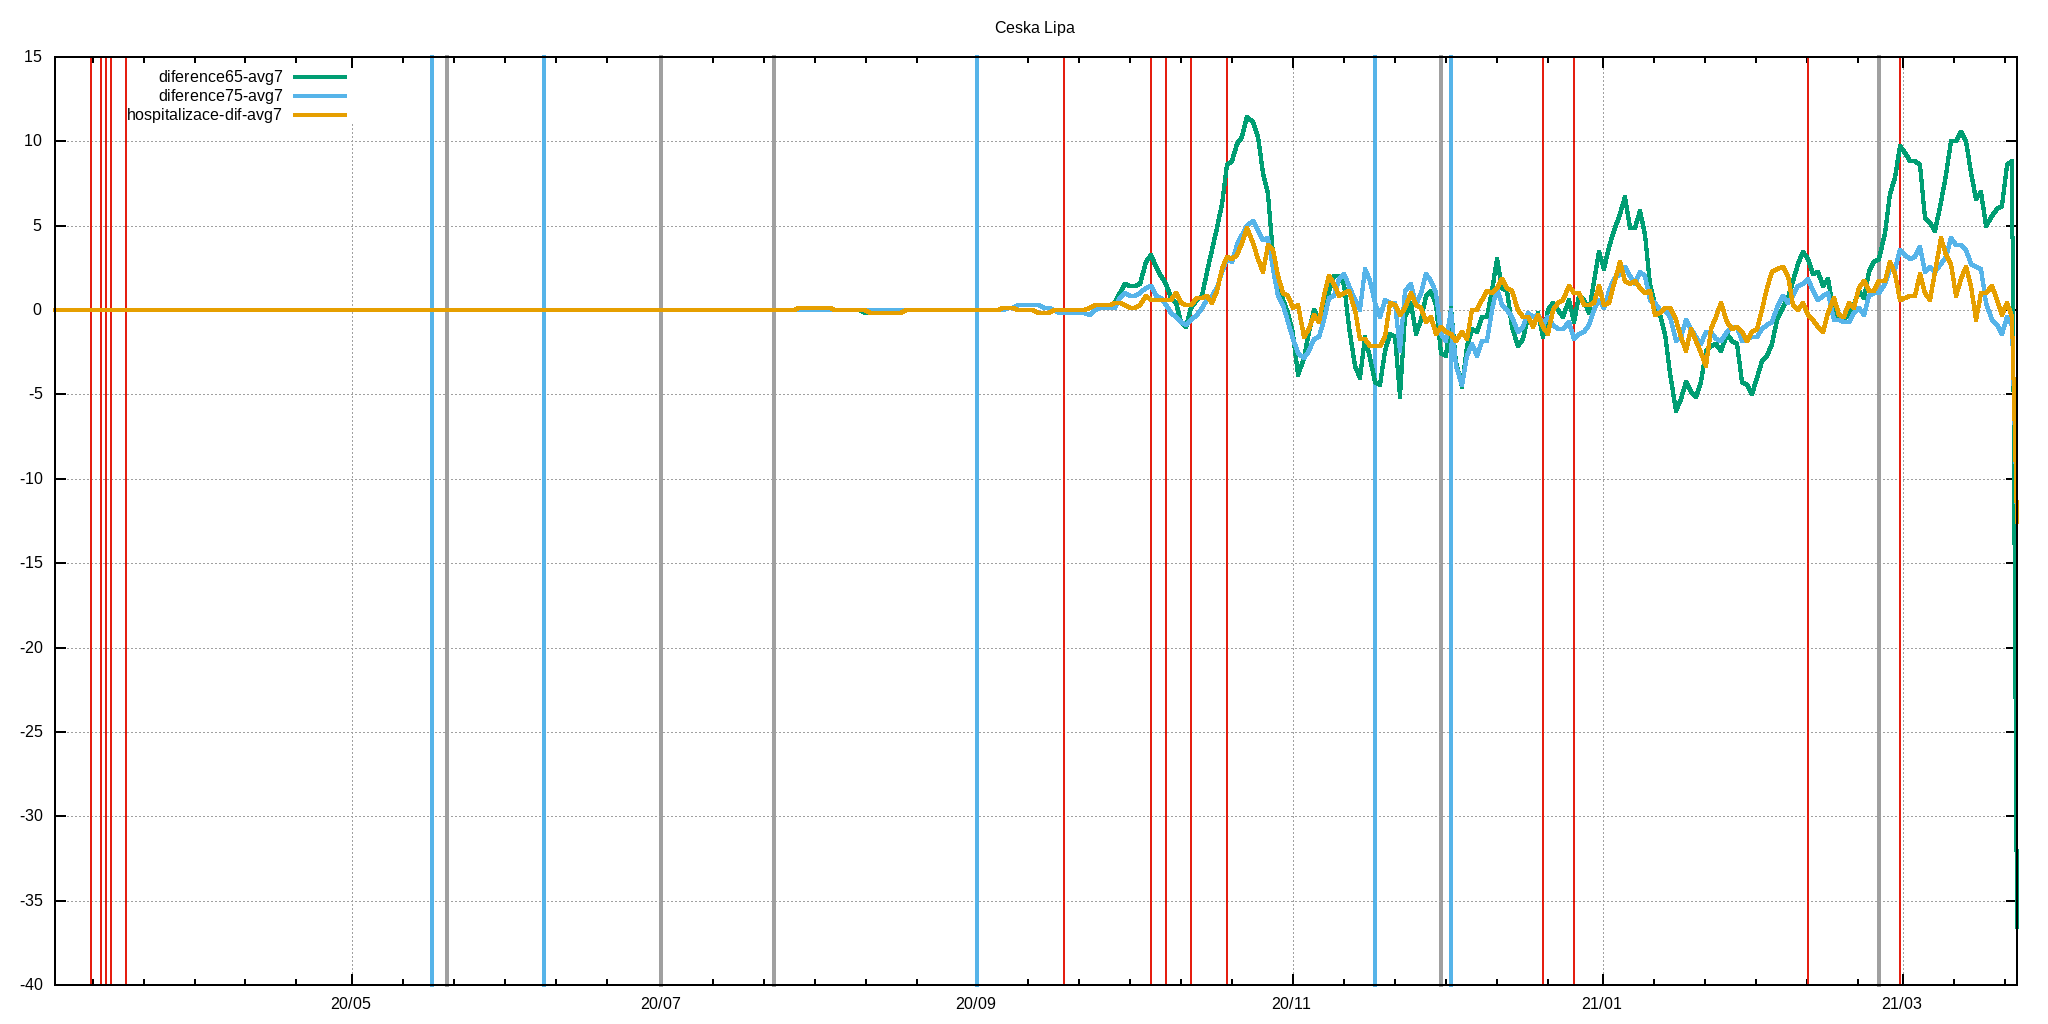 Ceska Lipa
15
diference65-avg7
diference75-avg7
hospitalizace-dif-avg7
10
5
0
-5
-10
-15
-20
-25
-30
-35
-40
20/05 20/07 20/09 20/11 21/01 21/03